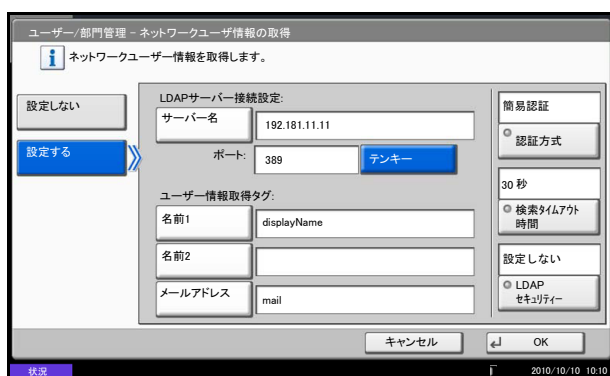 ユーザー/部門管理 - ネットワークユーザ情報の取得
ネットワークユーザー情報を取得します。
設定しない
設定する
LDAPサーバー接続設定:
サーバー名
192.181.11.11
ポート:
389
テンキー
ユーザー情報取得タグ:
名前1
displayName
名前2
メールアドレス
mail
簡易認証
認証方式
30 秒
検索タイムアウト
時間
設定しない
LDAP
セキュリティー
キャンセル
OK
状況
2010/10/10 10:10